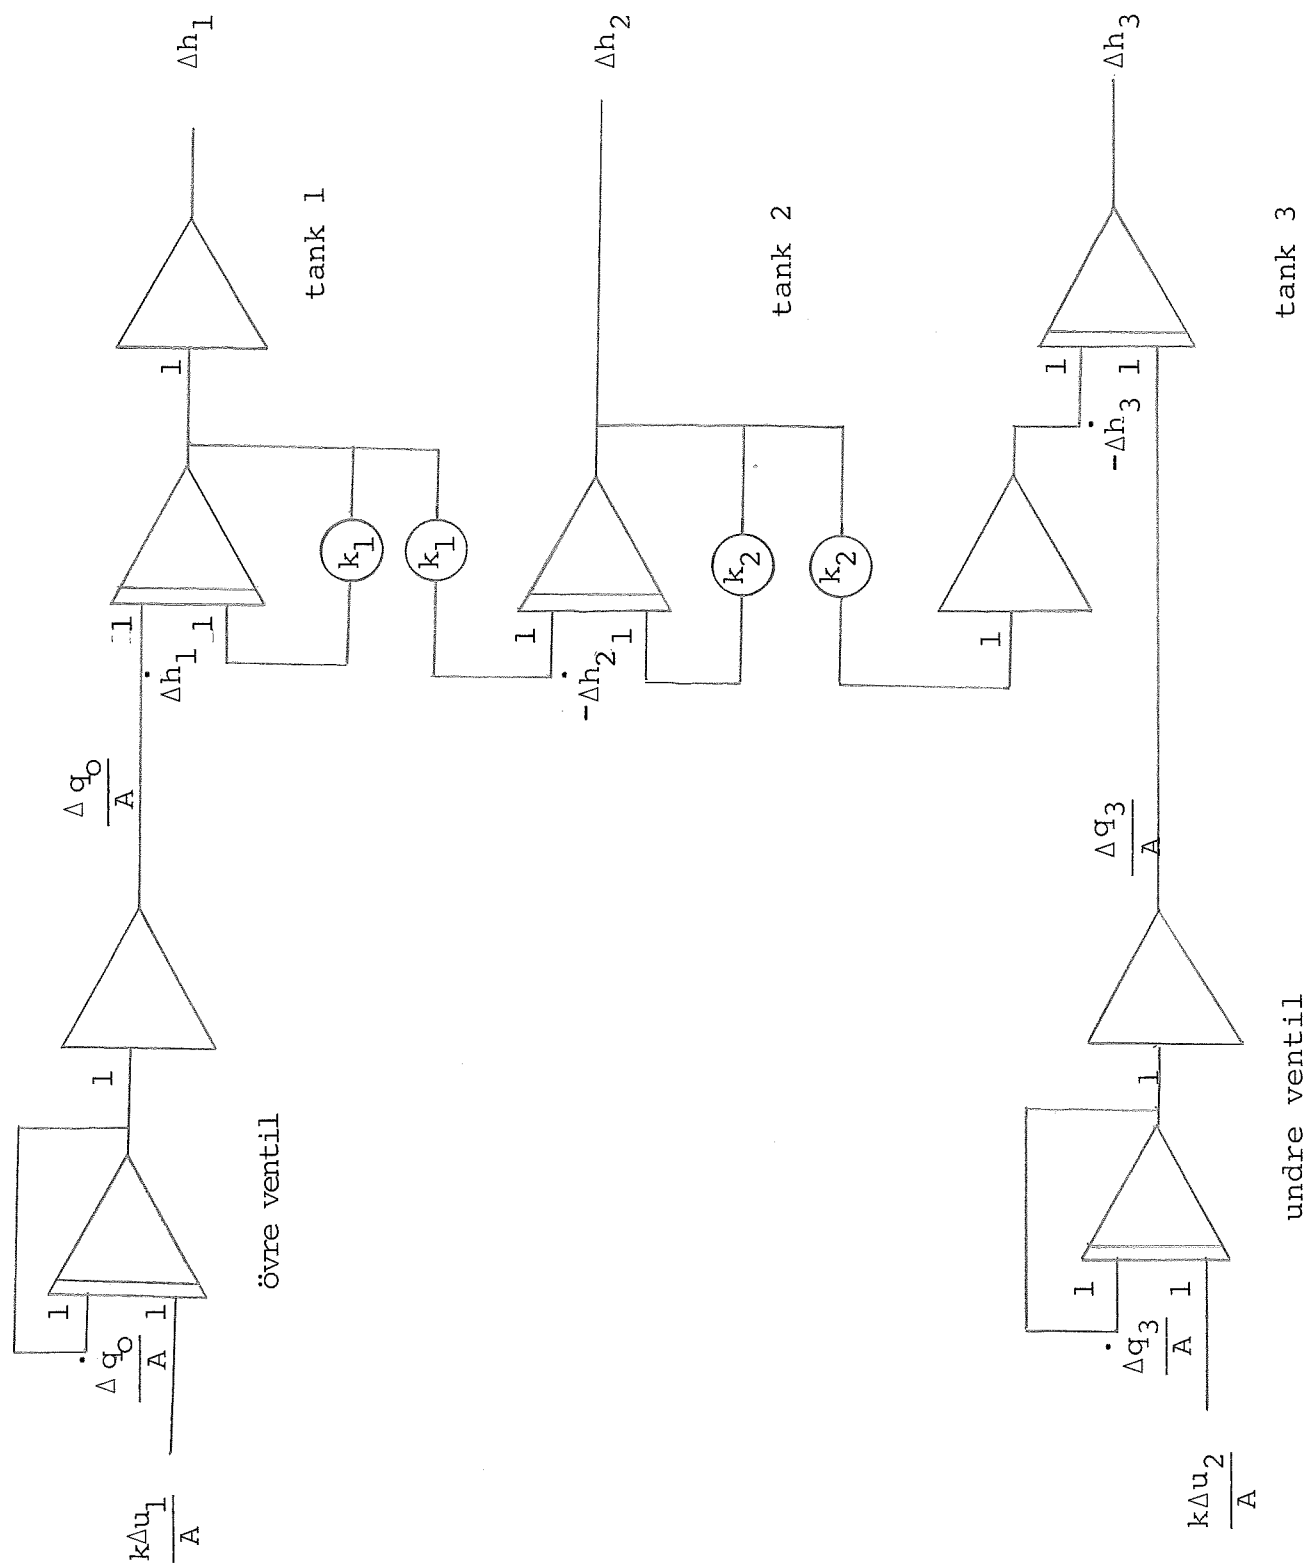 kΔu1
A
Δq̇0
A
1
1
övre ventil
1
Δq0
A
Δḣ1
1
1
k1
k1
1
tank 1
Δh1
-Δḣ2
1
1
k2
k2
tank 2
Δh2
1
-Δḣ3
1
1
tank 3
Δh3
kΔu2
A
Δq̇3
A
1
1
undre ventil
1
Δq3
A